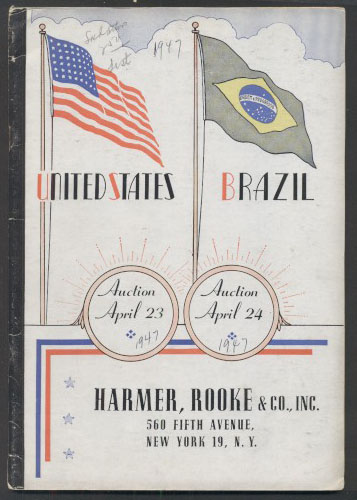 1947
UNITED STATES
BRAZIL
Auction
April 23
1947
Auction
April 24
1947
HARMER, ROOKE & CO., INC.
560 FIFTH AVENUE,
NEW YORK 19, N. Y.